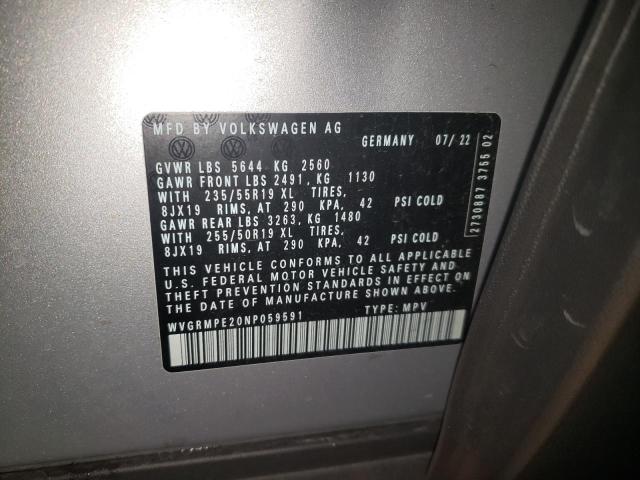 MFD BY VOLKSWAGEN AG
GERMANY 07/ 22
GVWR LBS 5644 KG 2560
GAWR FRONT LBS 2491, KG 1130
WITH 235/55R19 XL TIRES,
8JX19 RIMS, AT 290 KPA, 42 PSI COLD
GAWR REAR LBS 3263, KG 1480
WITH 255/50R19 XL TIRES,
8JX19 RIMS, AT 290 KPA, 42 PSI COLD
THIS VEHICLE CONFORMS TO ALL APPLICABLE
U.S. FEDERAL MOTOR VEHICLE SAFETY AND
THEFT PREVENTION STANDARDS IN EFFECT ON
THE DATE OF MANUFACTURE SHOWN ABOVE.
WVGRMPE20NP059591 TYPE: MPV
2730887 3755 02